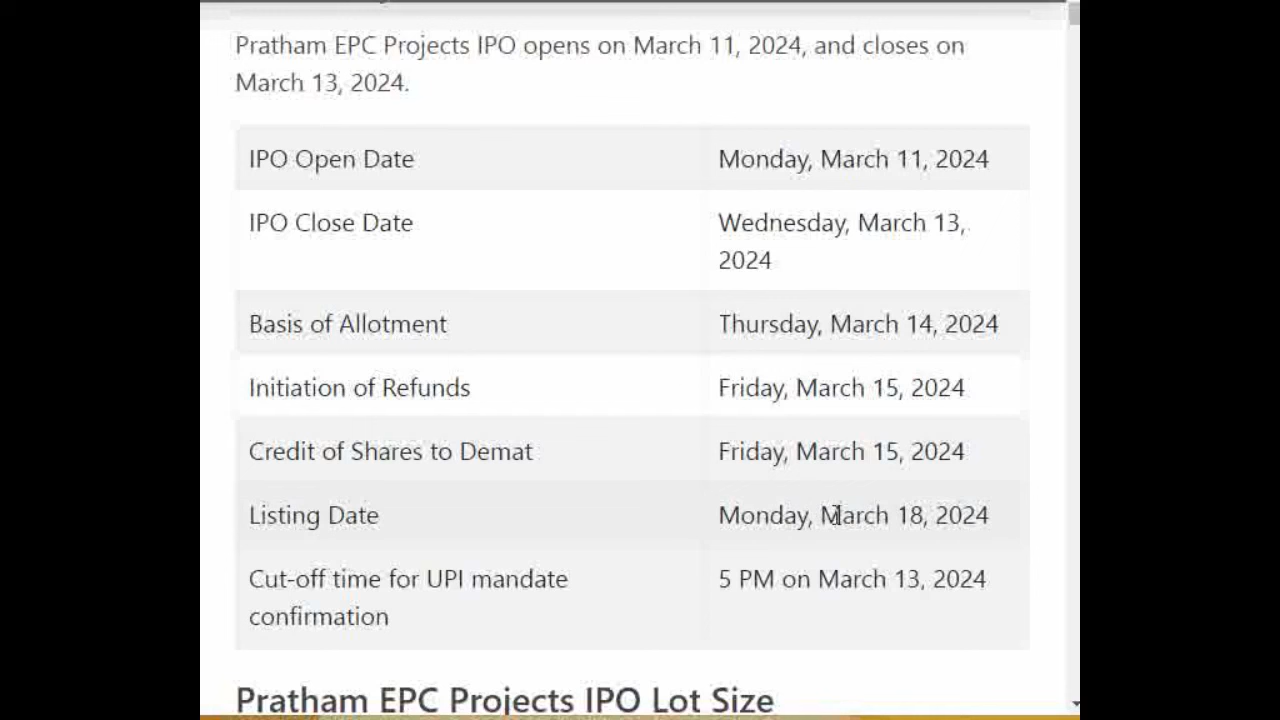 Pratham EPC Projects IPO opens on March 11, 2024, and closes on
March 13, 2024.
IPO Open Date Monday, March 11, 2024
IPO Close Date Wednesday, March 13,
2024
Basis of Allotment Thursday, March 14, 2024
Initiation of Refunds Friday, March 15, 2024
Credit of Shares to Demat Friday, March 15, 2024
Listing Date Monday, March 18, 2024
Cut-off time for UPI mandate 5 PM on March 13, 2024
confirmation
Pratham EPC Projects IPO Lot Size